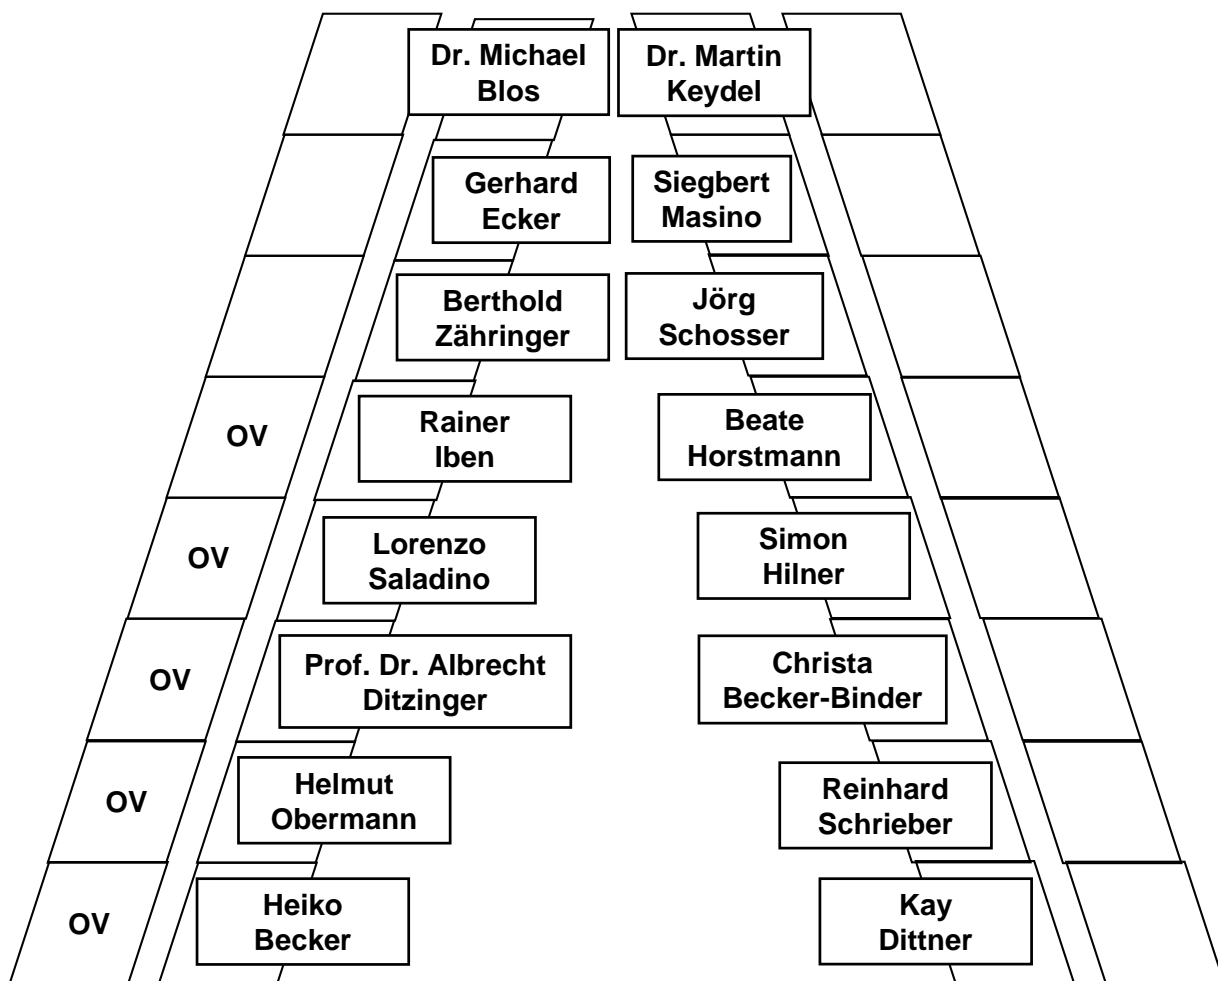 Dr. Michael
Blos
Dr. Martin
Keydel
Gerhard
Ecker
Siegbert
Masino
Berthold
Zähringer
Jörg
Schosser
OV
Rainer
Iben
Beate
Horstmann
OV
Lorenzo
Saladino
Simon
Hilner
OV
Prof. Dr. Albrecht
Ditzinger
Christa
Becker-Binder
OV
Helmut
Obermann
Reinhard
Schrieber
OV
Heiko
Becker
Kay
Dittner